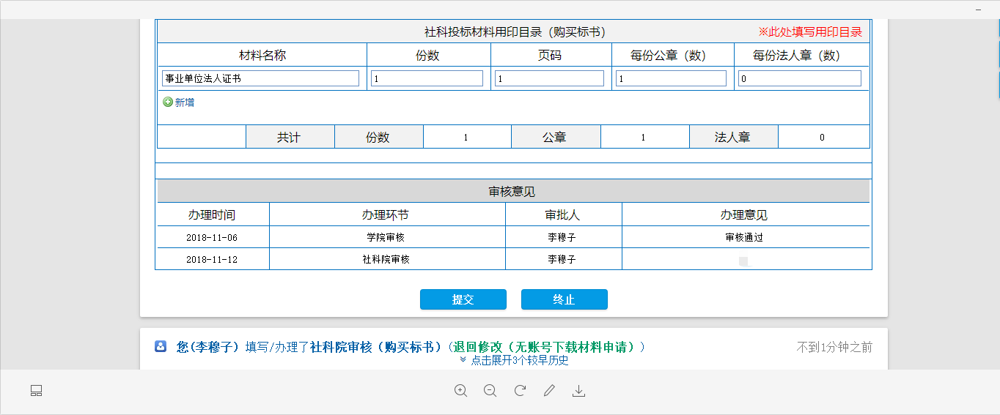 社科投标材料用印目录（购买标书） ※此处填写用印目录
材料名称 份数 页码 每份公章（数） 每份法人章（数）
事业单位法人证书 1 1 1 0
新增
共计 份数 1 公章 1 法人章 0
审核意见
办理时间 办理环节 审批人 办理意见
2018-11-06 学院审核 李穆子 审核通过
2018-11-12 社科院审核 李穆子
提交 终止
您(李穆子) 填写/办理了社科院审核（购买标书）(退回修改（无账号下载材料申请）) 不到1分钟之前
点击展开3个较早历史